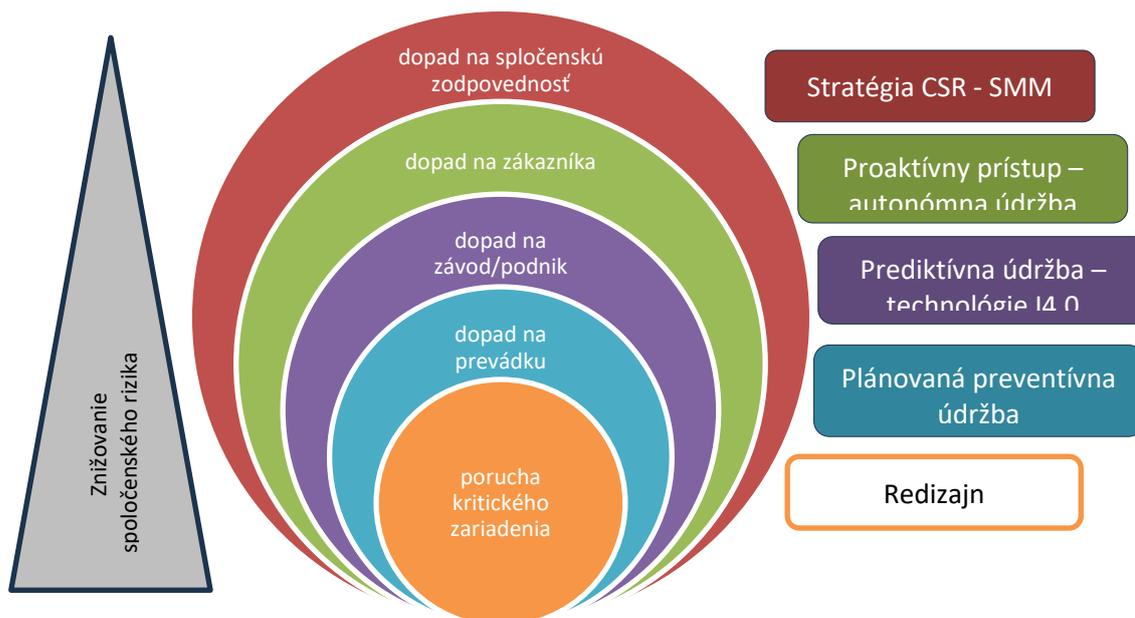 dopad na spločenskú
zodpovednosť
dopad na zákazníka
dopad na
závod/podnik
dopad na
prevádku
porucha
kritického
zariadenia
Stratégia CSR - SMM
Proaktívny prístup –
autonómna údržba
Prediktívna údržba –
technológie I4.0
Plánovaná preventívna
údržba
Redizajn
Znižovanie
spoločenského rizika